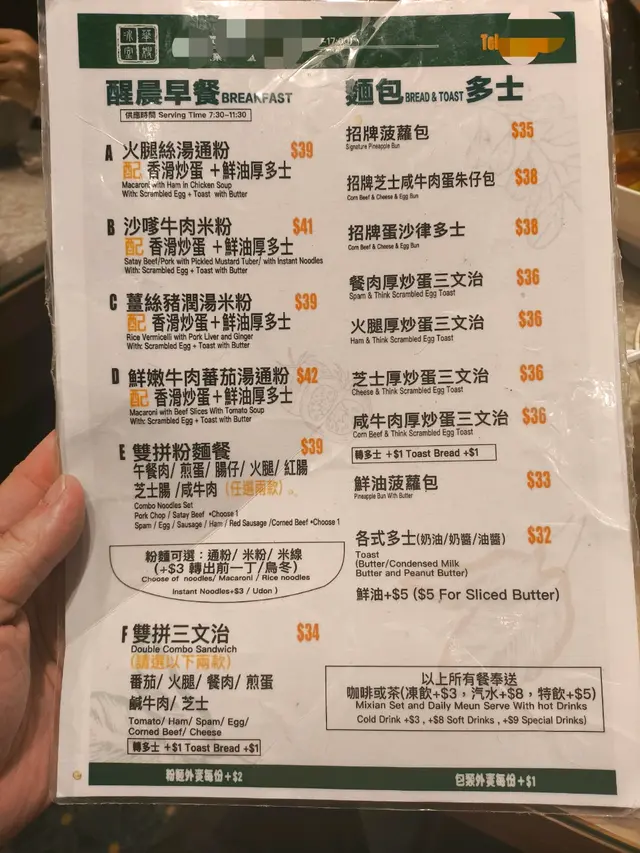 冰室
Tel
醒晨早餐 BREAKFAST
供應時間 Serving Time 7:30-11:30
A 火腿絲湯通粉 $39
配 香滑炒蛋 +鮮油厚多士
Macaroni with Ham in Chicken Soup
With: Scrambled Egg + Toast with Butter
B 沙嗲牛肉米粉 $41
配 香滑炒蛋 +鮮油厚多士
Satay Beef/Pork with Pickled Mustard Tuber/ with Instant Noodles
With: Scrambled Egg + Toast with Butter
C 薑絲豬潤湯米粉 $39
配 香滑炒蛋 +鮮油厚多士
Rice Vermicelli with Pork Liver and Ginger
With: Scrambled Egg + Toast with Butter
D 鮮嫩牛肉蕃茄湯通粉 $42
配 香滑炒蛋 +鮮油厚多士
Macaroni with Beef Slices With Tomato Soup
With: Scrambled Egg + Toast with Butter
E 雙拼粉麵餐 $39
午餐肉/ 煎蛋/ 腸仔/ 火腿/ 紅腸
芝士腸 /咸牛肉 (任選兩款)。
Combo Noodles Set
Pork Chop / Satay Beef •Choose 1
Spam / Egg / Sausage / Ham / Red Sausage /Corned Beef •Choose 1
粉麵可選：通粉/ 米粉/ 米線
(+$3 轉出前一丁/烏冬)
Choose of noodles/ Macaroni / Rice noodles
Instant Noodles+$3 / Udon )
F 雙拼三文治 $34
Double Combo Sandwich
(請選以下兩款)
番茄/ 火腿/ 餐肉/ 煎蛋
鹹牛肉/ 芝士
Tomato/ Ham/ Spam/ Egg/
Corned Beef/ Cheese
轉多士 +$1 Toast Bread +$1
麵包 BREAD & TOAST 多士
招牌菠蘿包 $35
Signature Pineapple Bun
招牌芝士咸牛肉蛋朱仔包 $38
Corn Beef & Cheese & Egg Bun
招牌蛋沙律多士 $38
Corn Beef & Cheese & Egg Bun
餐肉厚炒蛋三文治 $36
Spam & Think Scrambled Egg Toast
火腿厚炒蛋三文治 $36
Ham & Think Scrambled Egg Toast
芝士厚炒蛋三文治 $36
Cheese & Think Scrambled Egg Toast
咸牛肉厚炒蛋三文治 $36
Corn Beef & Think Scrambled Egg Toast
轉多士 +$1 Toast Bread +$1
鮮油菠蘿包 $33
Pineapple Bun With Butter
各式多士(奶油/奶醬/油醬) $32
Toast
(Butter/Condensed Milk
Butter and Peanut Butter)
鮮油+$5 ($5 For Sliced Butter)
以上所有餐奉送
咖啡或茶(凍飲+$3，汽水+$8，特飲+$5)
Mixian Set and Daily Meun Serve With hot Drinks
Cold Drink +$3 , +$8 Soft Drinks , +$9 Special Drinks)
粉麵外賣每份+$2
包類外賣每份+$1